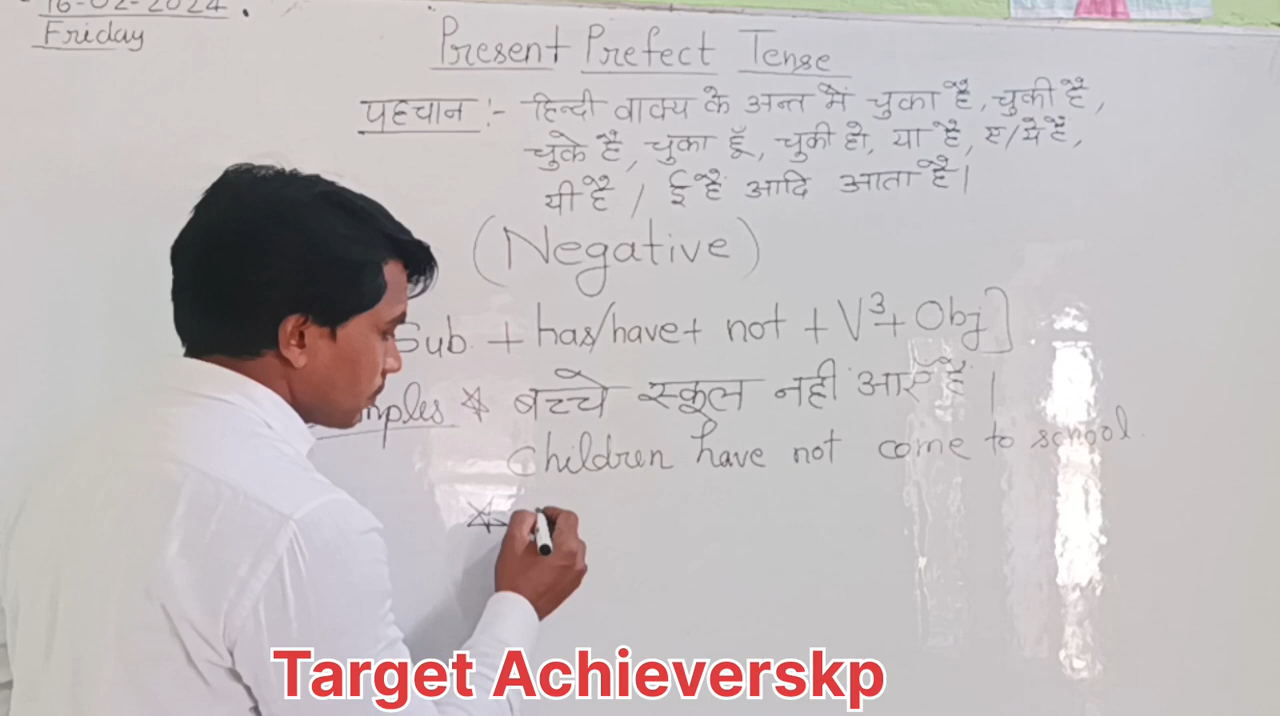 16-02-2024.
Friday
Present Prefect Tense
पहचान :- हिन्दी वाक्य के अन्त में चुका है, चुकी है,
चुके हैं, चुका हूँ, चुकी हो, या है, ए/ये हैं,
यी है / ई है आदि आता है।
(Negative)
Sub. + has/have + not + V³ + Obj]
mples ☆ बच्चे स्कूल नहीं आए हैं।
Children have not come to school.
☆
Target Achieverskp